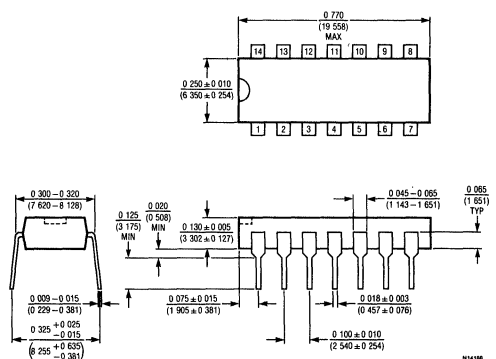 0 770
(19 558)
MAX
14 13 12 11 10 9 8
0 250 ± 0 010
(6 350 ± 0 254)
1 2 3 4 5 6 7
0 300 – 0 320
(7 620 – 8 128)
0 125
(3 175)
MIN
0 020
(0 508)
MIN
0 130 ± 0 005
(3 302 ± 0 127)
0 045 – 0 065
(1 143 – 1 651)
0 065
(1 651)
TYP
0 009 – 0 015
(0 229 – 0 381)
0 325 +0 025
−0 015
(8 255 +0 635
−0 381)
0 075 ± 0 015
(1 905 ± 0 381)
0 018 ± 0 003
(0 457 ± 0 076)
0 100 ± 0 010
(2 540 ± 0 254)